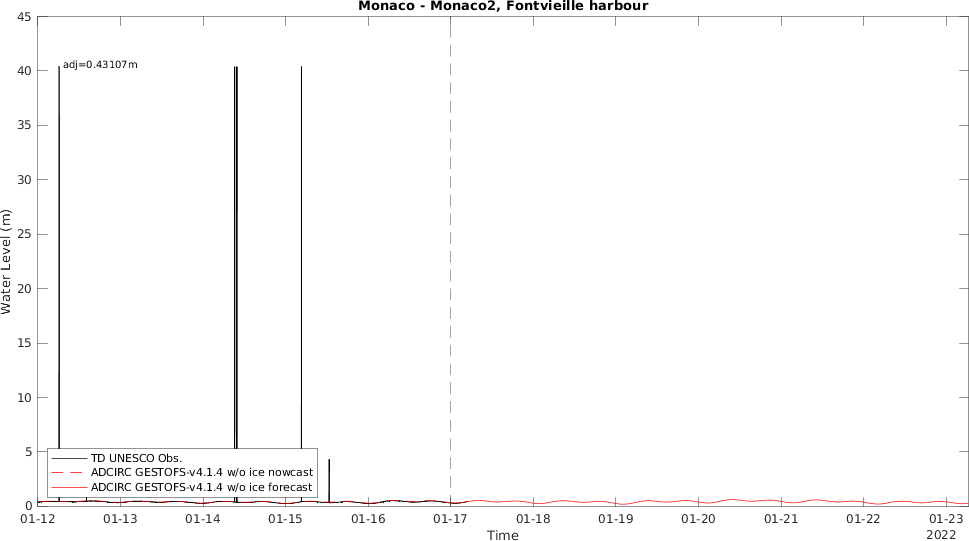 Monaco - Monaco2, Fontvieille harbour
45
40
35
30
25
20
15
10
5
0
Water Level (m)
adj=0.43107m
TD UNESCO Obs.
ADCIRC GESTOFS-v4.1.4 w/o ice nowcast
ADCIRC GESTOFS-v4.1.4 w/o ice forecast
01-12 01-13 01-14 01-15 01-16 01-17 01-18 01-19 01-20 01-21 01-22 01-23
Time
2022